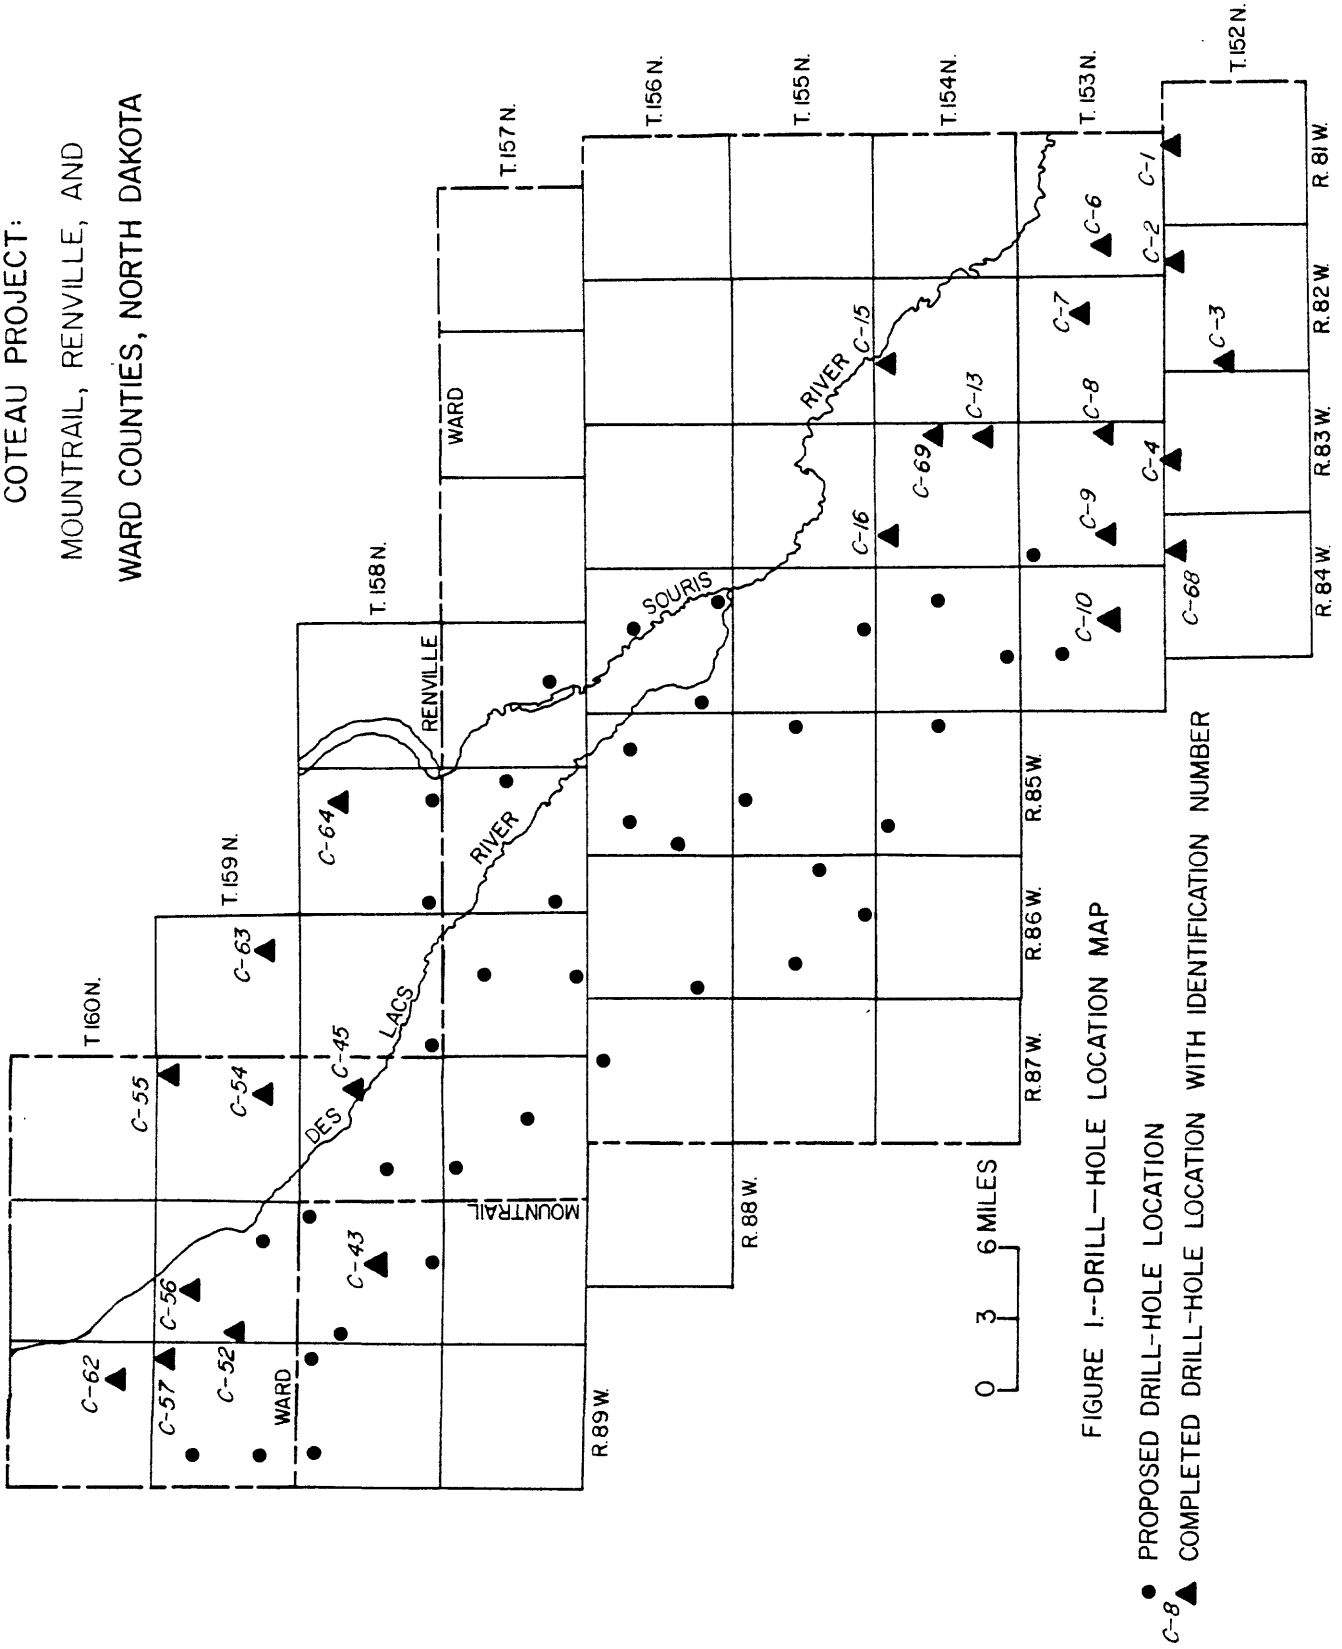 COTEAU PROJECT:
MOUNTRAIL, RENVILLE, AND
WARD COUNTIES, NORTH DAKOTA
T 160 N.
T. 159 N.
T. 158 N.
T. 157 N.
T. 156 N.
T. 155 N.
T. 154 N.
T. 153 N.
T. 152 N.
C-62
C-55
C-57
C-56
C-52
C-54
C-63
WARD
DES
LACS
RIVER
C-45
C-64
C-43
MOUNTRAIL
RENVILLE
WARD
SOURIS
RIVER
C-15
C-16
C-69
C-13
C-6
C-7
C-8
C-9
C-10
C-1
C-2
C-3
C-4
C-68
R. 89 W.
R. 88 W.
R. 87 W.
R. 86 W.
R. 85 W.
R. 84 W.
R. 83 W.
R. 82 W.
R. 81 W.
0 3 6 MILES
FIGURE 1.--DRILL-HOLE LOCATION MAP
PROPOSED DRILL-HOLE LOCATION
C-8 COMPLETED DRILL-HOLE LOCATION WITH IDENTIFICATION NUMBER